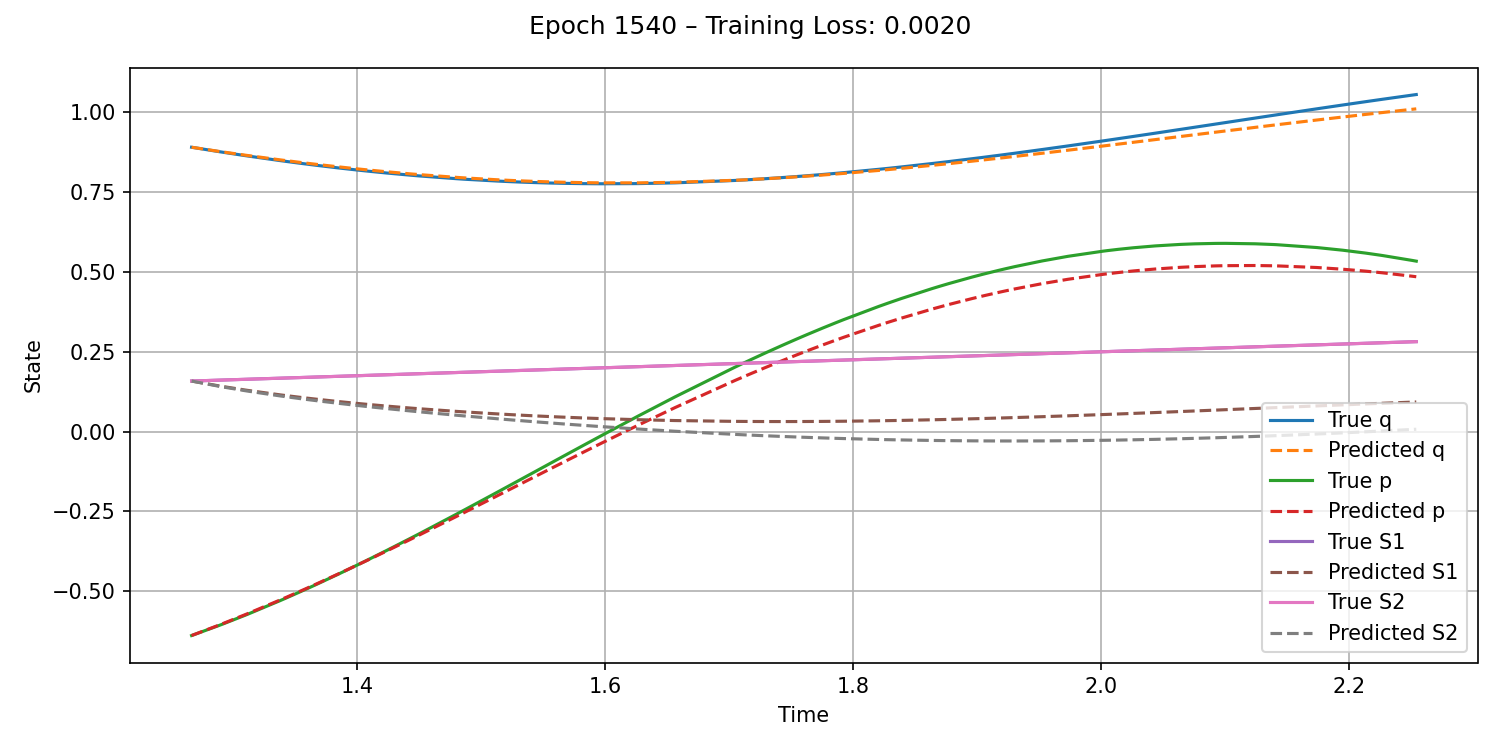 Epoch 1540 – Training Loss: 0.0020
1.00
0.75
0.50
0.25
0.00
−0.25
−0.50
State
1.4
1.6
1.8
2.0
2.2
Time
True q
Predicted q
True p
Predicted p
True S1
Predicted S1
True S2
Predicted S2